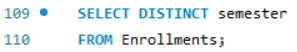 109 ● SELECT DISTINCT semester
110 FROM Enrollments;